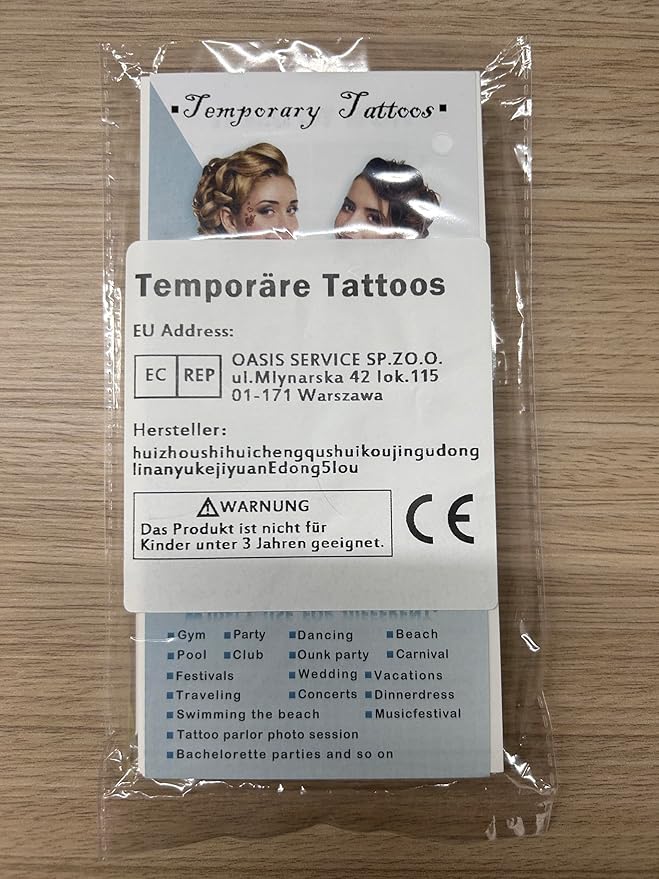 Temporary Tattoos
Temporäre Tattoos
EU Address:
EC REP
OASIS SERVICE SP.ZO.O.
ul.Mlynarska 42 lok.115
01-171 Warszawa
Hersteller:
huizhoushihuichengqushuikoujingudong
linanyukejiyuanEdong5lou
WARNUNG
Das Produkt ist nicht für
Kinder unter 3 Jahren geeignet.
CE
Gym Party Dancing Beach
Pool Club Ounk party Carnival
Festivals Wedding Vacations
Traveling Concerts Dinnerdress
Swimming the beach Musicfestival
Tattoo parlor photo session
Bachelorette parties and so on